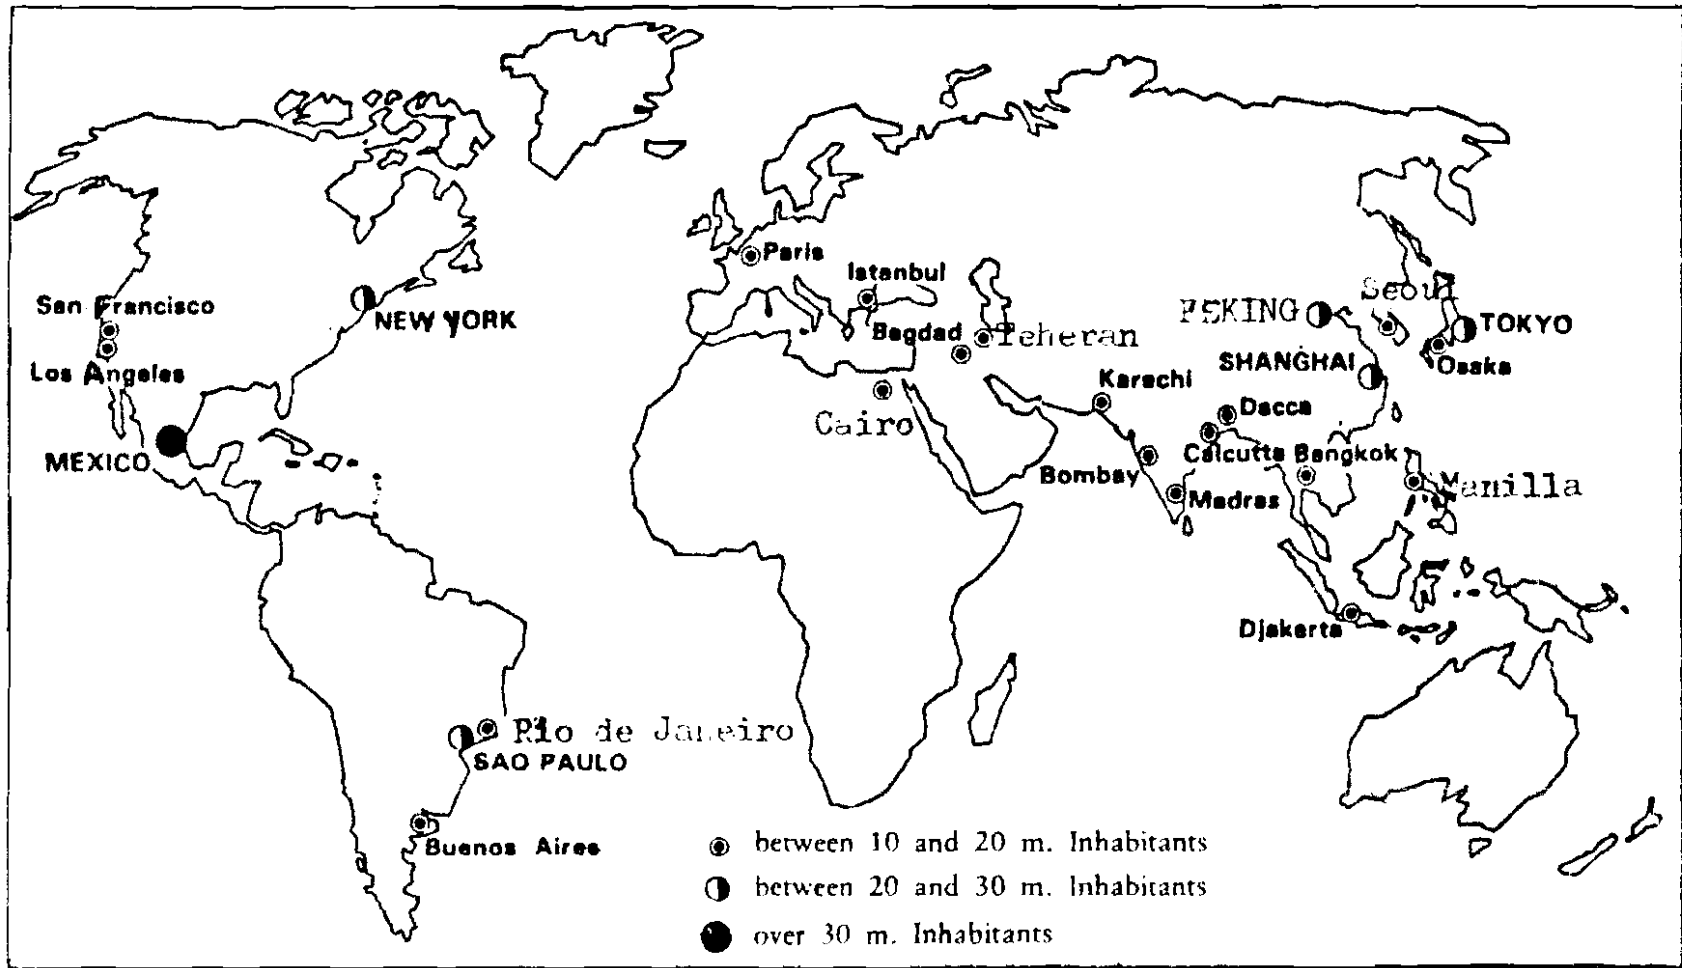 Paris
Istanbul
San Francisco
NEW YORK
Seoul
PEKING
TOKYO
Bagdad
Teheran
SHANGHAI
Osaka
Los Angeles
Karachi
Dacca
Cairo
Calcutta
Bangkok
MEXICO
Bombay
Madras
Manilla
Djakerta
Rio de Janeiro
SAO PAULO
Buenos Aires
between 10 and 20 m. Inhabitants
between 20 and 30 m. Inhabitants
over 30 m. Inhabitants